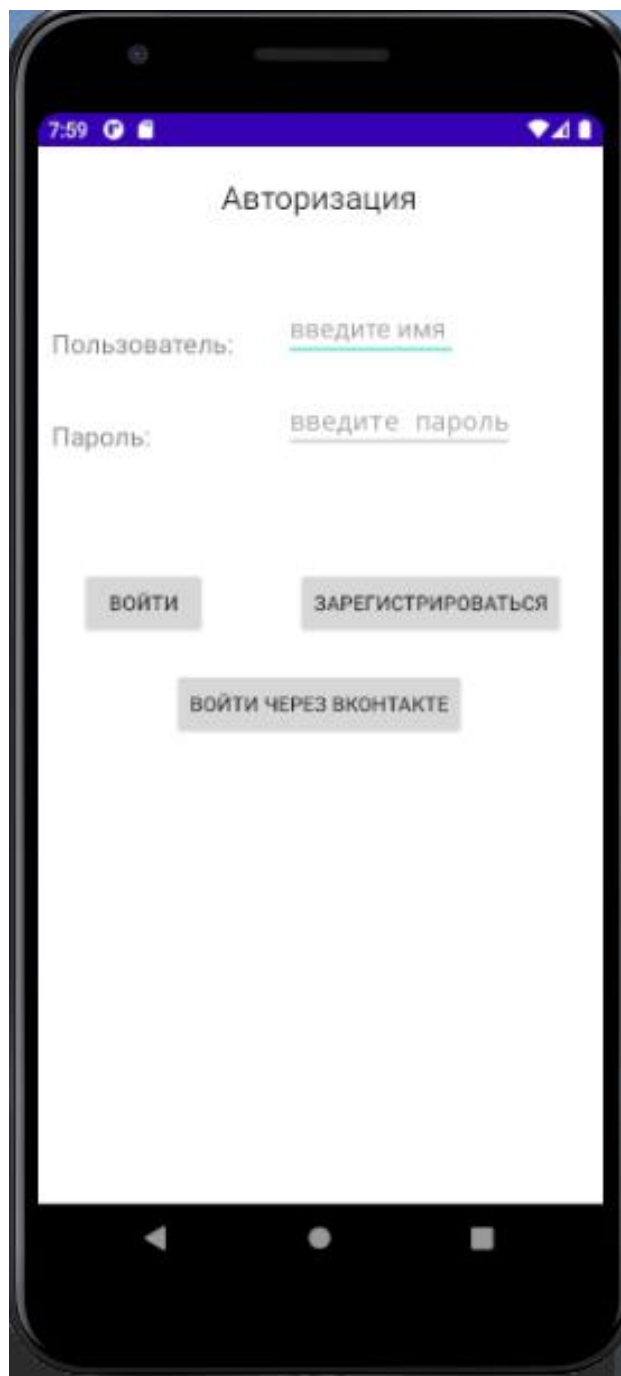 7:59
Авторизация
Пользователь: введите имя
Пароль: введите пароль
ВОЙТИ ЗАРЕГИСТРИРОВАТЬСЯ
ВОЙТИ ЧЕРЕЗ ВКОНТАКТЕ